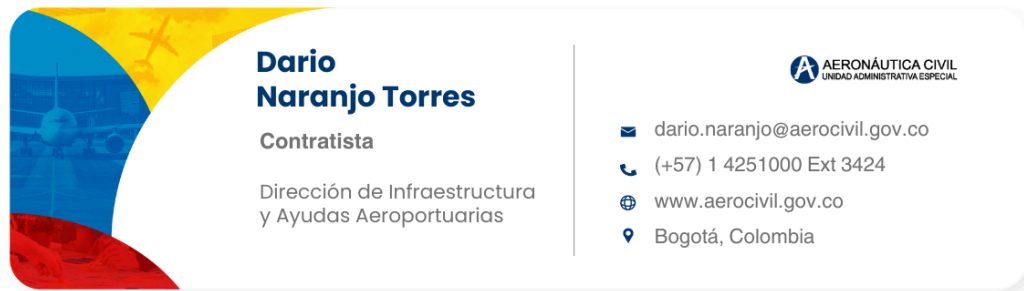 Dario
Naranjo Torres
Contratista
Dirección de Infraestructura
y Ayudas Aeroportuarias
AERONÁUTICA CIVIL
UNIDAD ADMINISTRATIVA ESPECIAL
dario.naranjo@aerocivil.gov.co
(+57) 1 4251000 Ext 3424
www.aerocivil.gov.co
Bogotá, Colombia